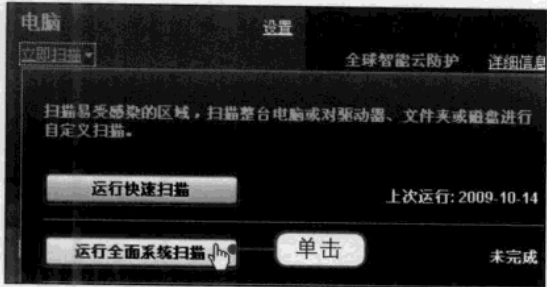 电脑
设置
立即扫描
全球智能云防护 详细信息
扫描易受感染的区域，扫描整台电脑或对驱动器、文件夹或磁盘进行
自定义扫描。
运行快速扫描
上次运行: 2009-10-14
运行全面系统扫描
单击
未完成